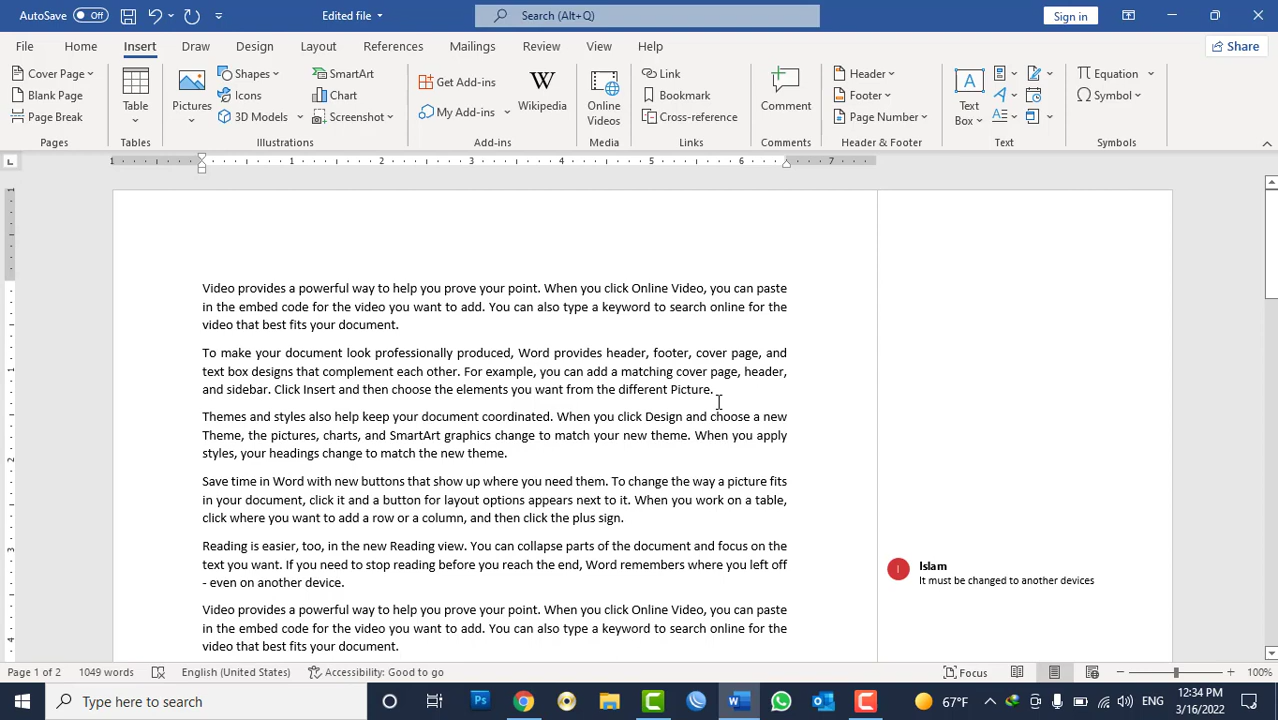 AutoSave Off Edited file Search (Alt+Q) Sign in
File Home Insert Draw Design Layout References Mailings Review View Help Share
Cover Page
Blank Page
Page Break
Pages
Table
Tables
Pictures
Shapes
Icons
3D Models
SmartArt
Chart
Screenshot
Illustrations
Get Add-ins
My Add-ins
Wikipedia
Add-ins
Online
Videos
Media
Link
Bookmark
Cross-reference
Links
Comment
Comments
Header
Footer
Page Number
Header & Footer
Text
Box
Text
Equation
Symbol
Symbols
1 1 2 3 4 5 6 7
1
1
2
3
4
Video provides a powerful way to help you prove your point. When you click Online Video, you can paste
in the embed code for the video you want to add. You can also type a keyword to search online for the
video that best fits your document.
To make your document look professionally produced, Word provides header, footer, cover page, and
text box designs that complement each other. For example, you can add a matching cover page, header,
and sidebar. Click Insert and then choose the elements you want from the different Picture.
Themes and styles also help keep your document coordinated. When you click Design and choose a new
Theme, the pictures, charts, and SmartArt graphics change to match your new theme. When you apply
styles, your headings change to match the new theme.
Save time in Word with new buttons that show up where you need them. To change the way a picture fits
in your document, click it and a button for layout options appears next to it. When you work on a table,
click where you want to add a row or a column, and then click the plus sign.
Reading is easier, too, in the new Reading view. You can collapse parts of the document and focus on the
text you want. If you need to stop reading before you reach the end, Word remembers where you left off
- even on another device.
Video provides a powerful way to help you prove your point. When you click Online Video, you can paste
in the embed code for the video you want to add. You can also type a keyword to search online for the
video that best fits your document.
I Islam
It must be changed to another devices
Page 1 of 2 1049 words English (United States) Accessibility: Good to go Focus 100%
Type here to search Ps W 67°F ENG 12:34 PM
3/16/2022